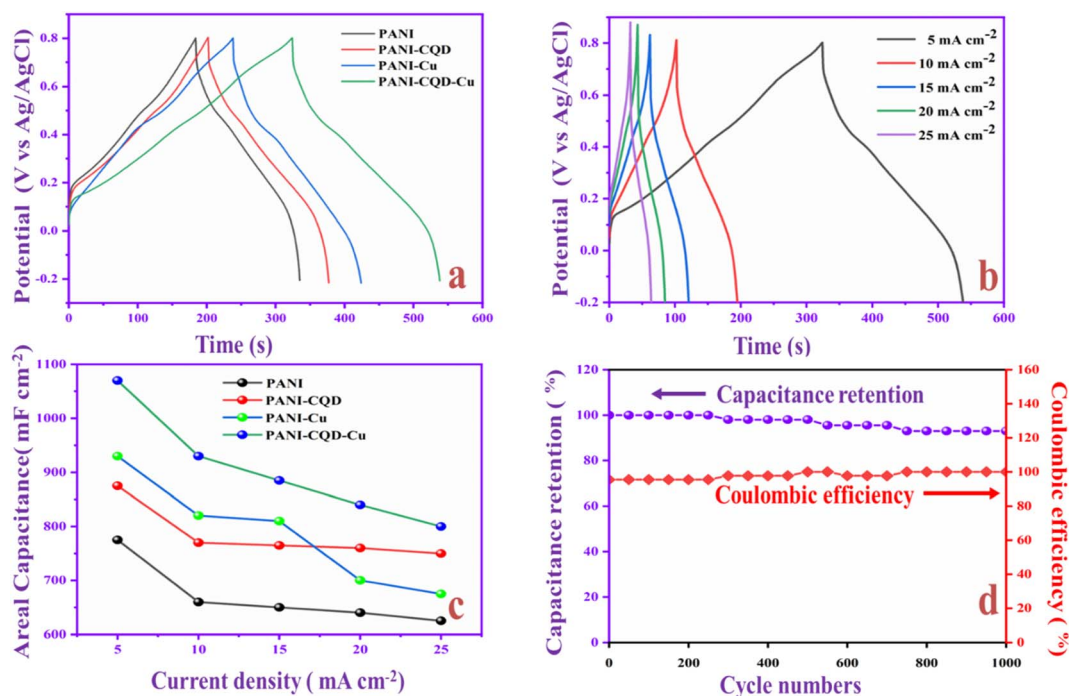 PANI
PANI-CQD
PANI-Cu
PANI-CQD-Cu
Potential (V vs Ag/AgCl)
0.8
0.6
0.4
0.2
0.0
-0.2
0 100 200 300 400 500 600
Time (s)
a
5 mA cm-2
10 mA cm-2
15 mA cm-2
20 mA cm-2
25 mA cm-2
Potential (V vs Ag/AgCl)
0.8
0.6
0.4
0.2
0.0
-0.2
0 100 200 300 400 500 600
Time (s)
b
PANI
PANI-CQD
PANI-Cu
PANI-CQD-Cu
Areal Capacitance( mF cm-2)
1100
1000
900
800
700
600
5 10 15 20 25
Current density ( mA cm-2)
c
Capacitance retention
Coulombic efficiency
Capacitance retention ( %)
120
100
80
60
40
20
0
0 200 400 600 800 1000
Cycle numbers
160
140
120
100
80
60
40
20
0
Coulombic efficiency ( %)
d